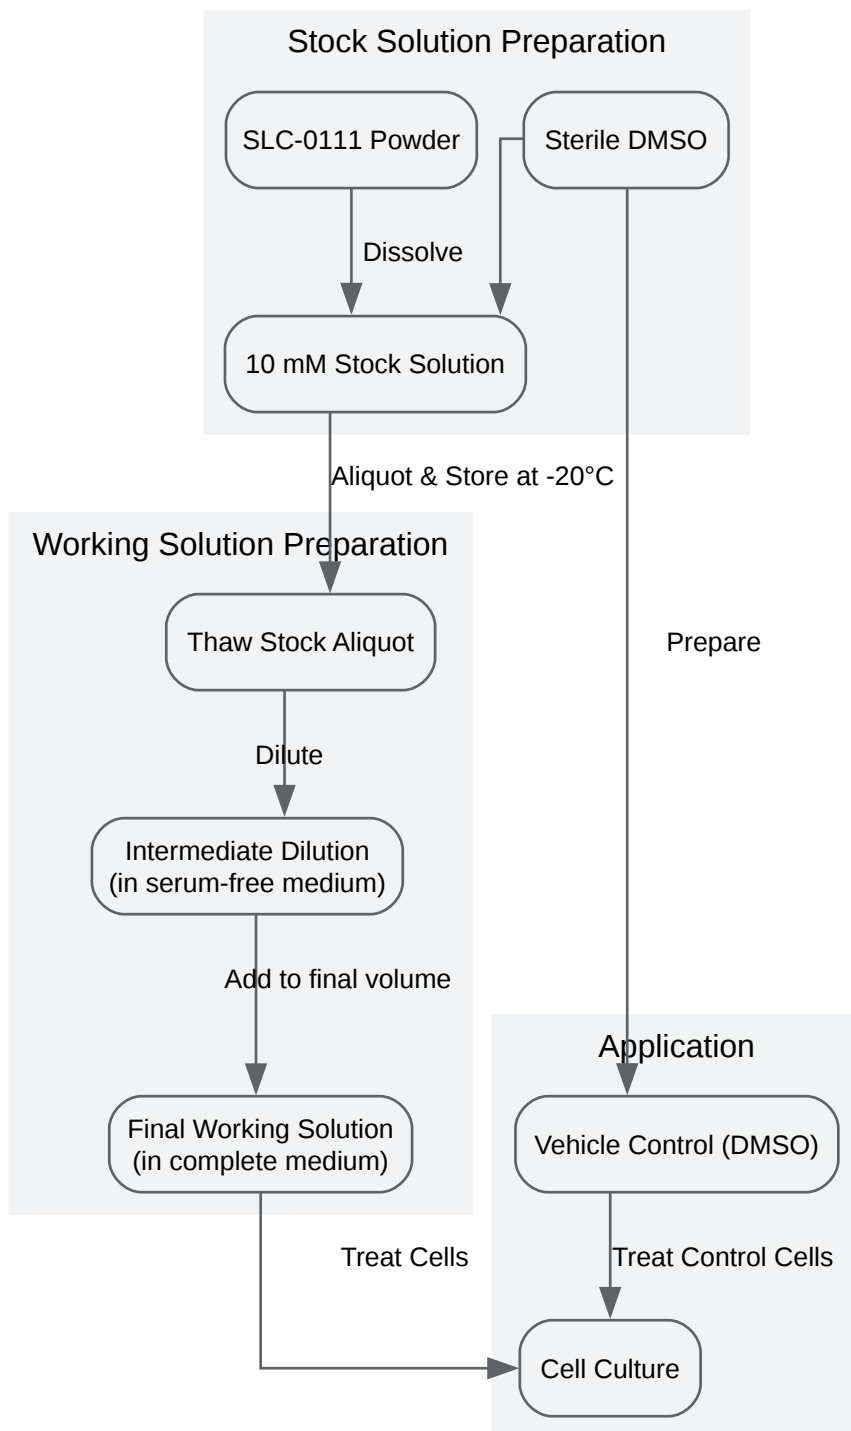 Stock Solution Preparation
SLC-0111 Powder
Sterile DMSO
Dissolve
10 mM Stock Solution
Aliquot & Store at -20°C
Working Solution Preparation
Thaw Stock Aliquot
Prepare
Dilute
Intermediate Dilution
(in serum-free medium)
Add to final volume
Application
Final Working Solution
(in complete medium)
Vehicle Control (DMSO)
Treat Cells
Treat Control Cells
Cell Culture